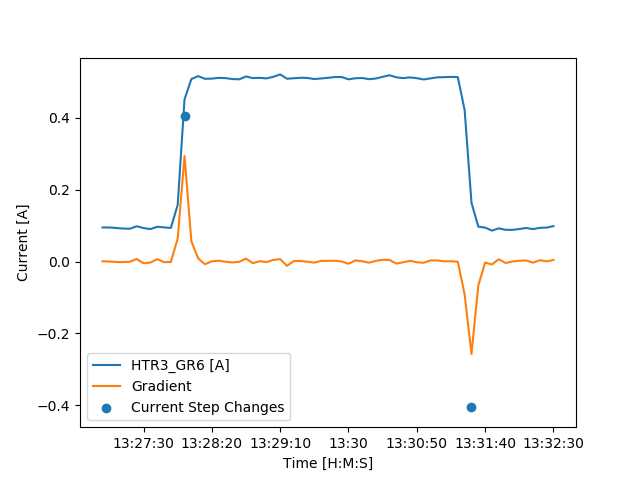 0.4
0.2
0.0
−0.2
−0.4
Current [A]
HTR3_GR6 [A]
Gradient
Current Step Changes
13:27:30 13:28:20 13:29:10 13:30 13:30:50 13:31:40 13:32:30
Time [H:M:S]